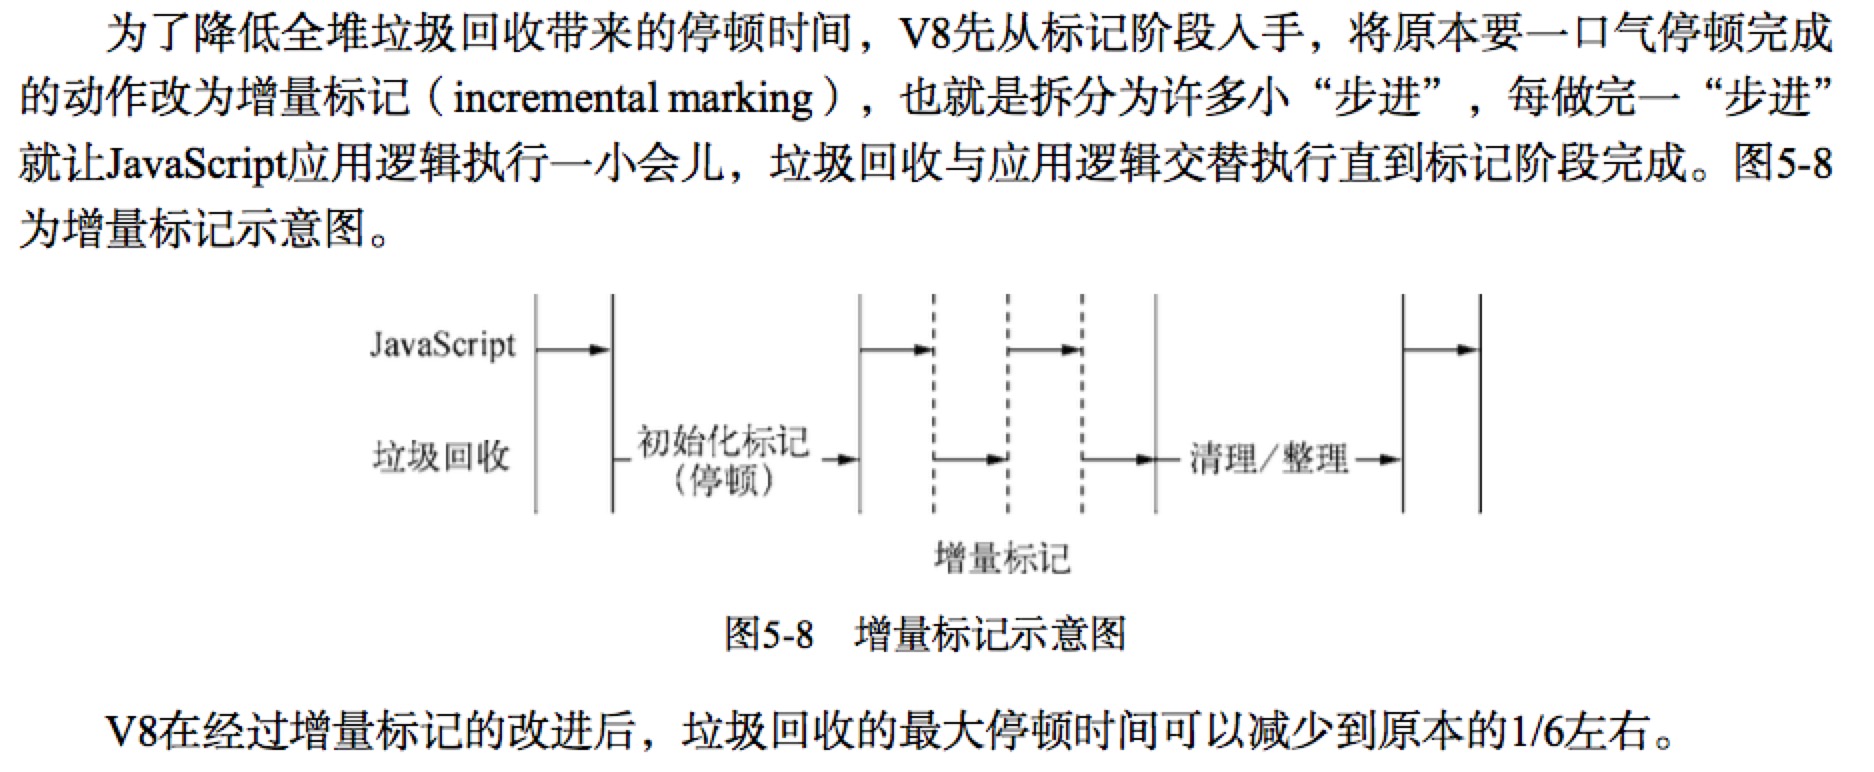 为了降低全堆垃圾回收带来的停顿时间，V8先从标记阶段入手，将原本要一口气停顿完成
的动作改为增量标记（incremental marking），也就是拆分为许多小“步进”，每做完一“步进”
就让JavaScript应用逻辑执行一小会儿，垃圾回收与应用逻辑交替执行直到标记阶段完成。图5-8
为增量标记示意图。
JavaScript
垃圾回收
初始化标记
（停顿）
清理/整理
增量标记
图5-8 增量标记示意图
V8在经过增量标记的改进后，垃圾回收的最大停顿时间可以减少到原本的1/6左右。